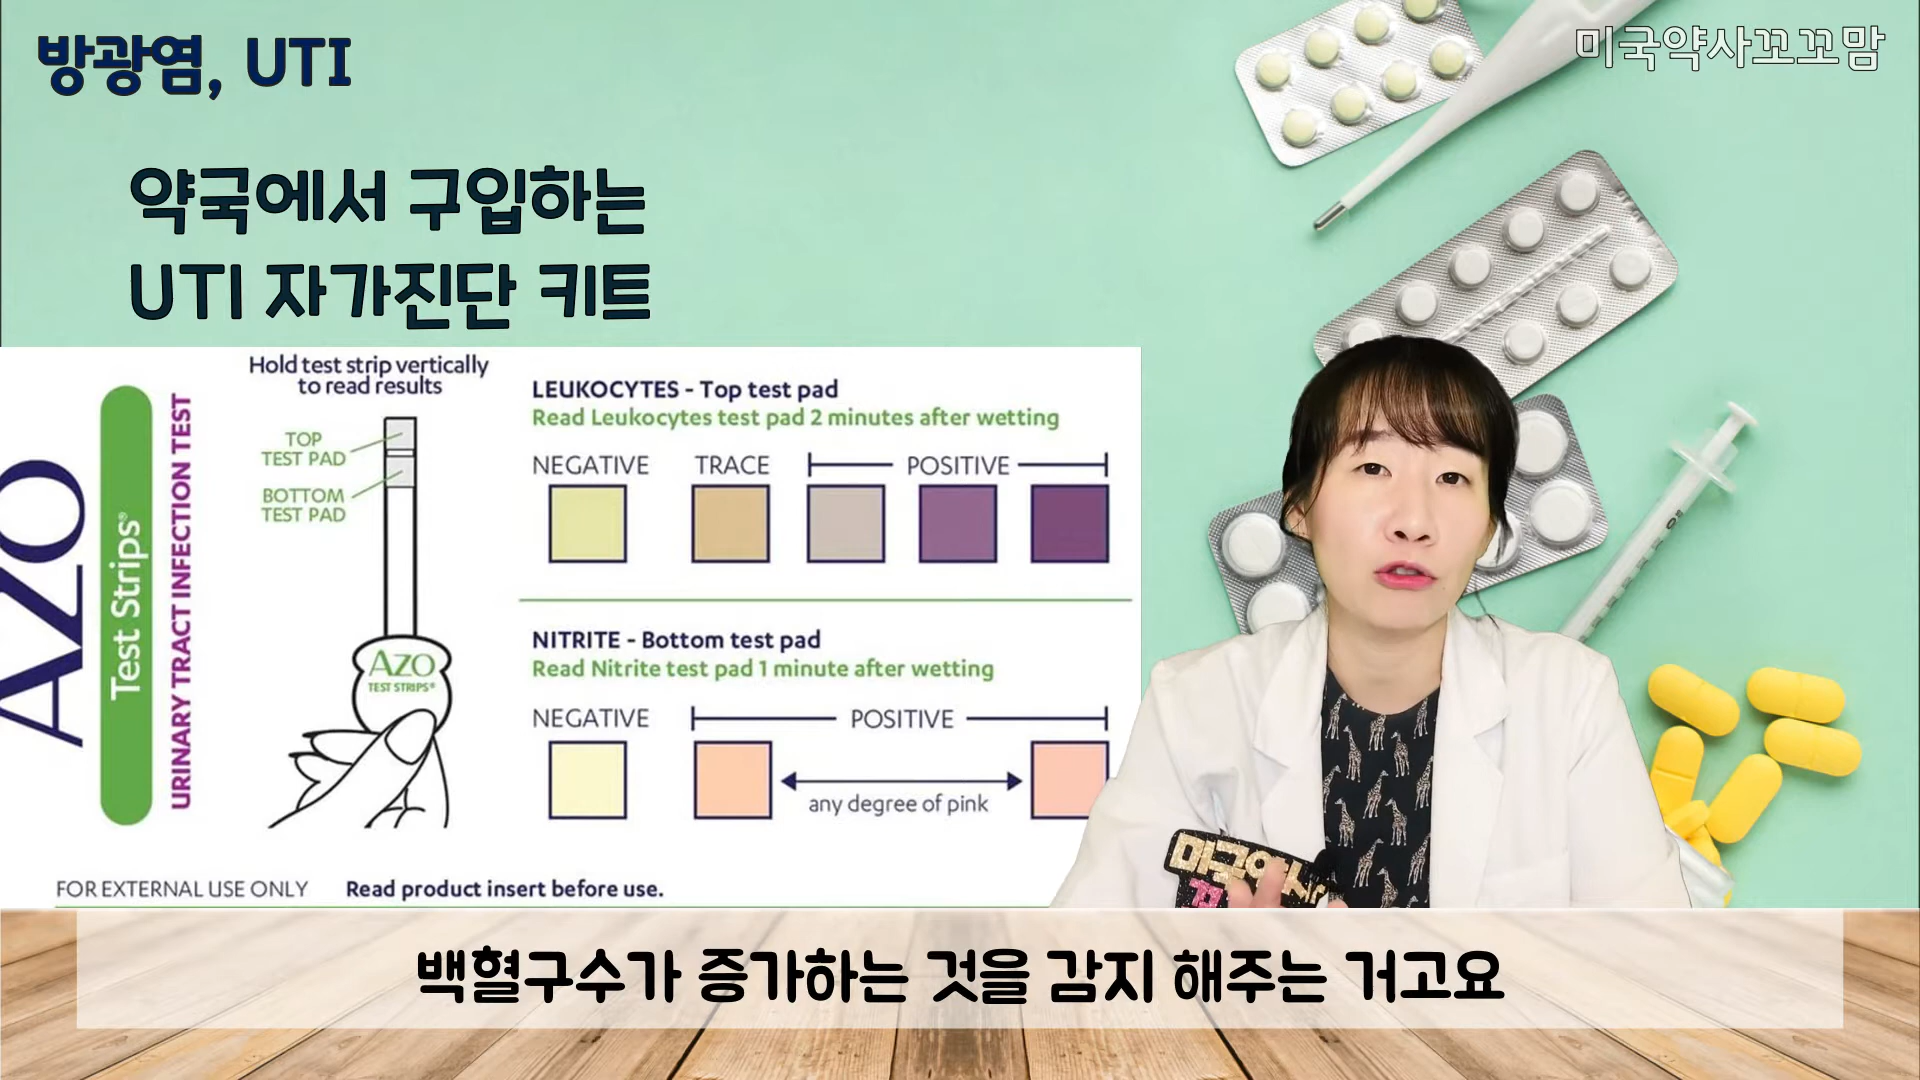 방광염, UTI
미국약사꼬꼬맘
약국에서 구입하는
UTI 자가진단 키트
AZO
Test Strips®
URINARY TRACT INFECTION TEST
Hold test strip vertically
to read results
TOP
TEST PAD
BOTTOM
TEST PAD
AZO
TEST STRIPS®
LEUKOCYTES - Top test pad
Read Leukocytes test pad 2 minutes after wetting
NEGATIVE TRACE POSITIVE
NITRITE - Bottom test pad
Read Nitrite test pad 1 minute after wetting
NEGATIVE POSITIVE
any degree of pink
FOR EXTERNAL USE ONLY Read product insert before use.
미국약사
꼬
백혈구수가 증가하는 것을 감지 해주는 거고요